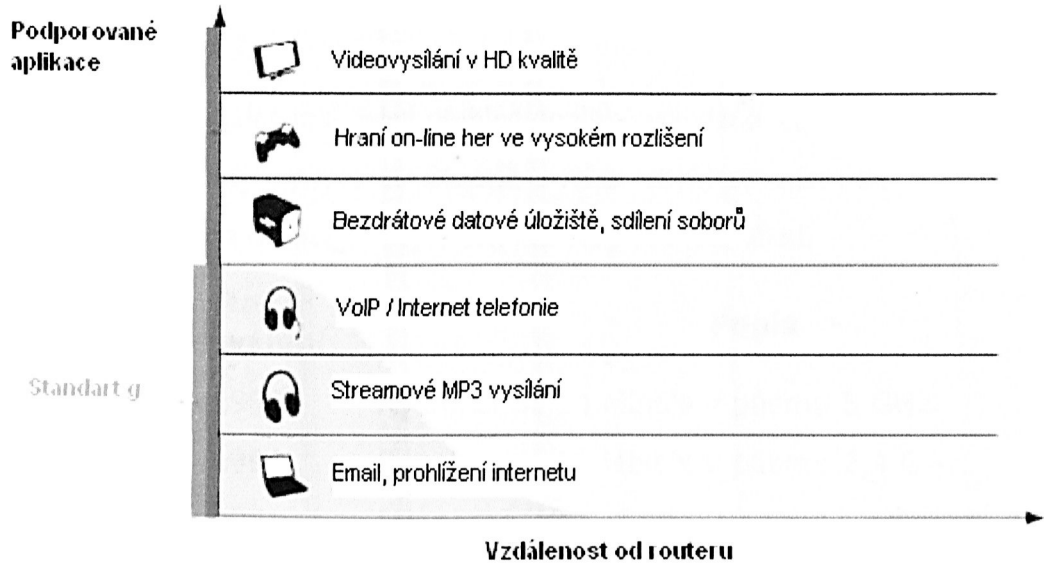 Podporované
aplikace
Videovysílání v HD kvalitě
Hraní on-line her ve vysokém rozlišení
Bezdrátové datové úložiště, sdílení soborů
VoIP / Internet telefonie
Standart g
Streamové MP3 vysílání
Email, prohlížení internetu
Vzdálenost od routeru